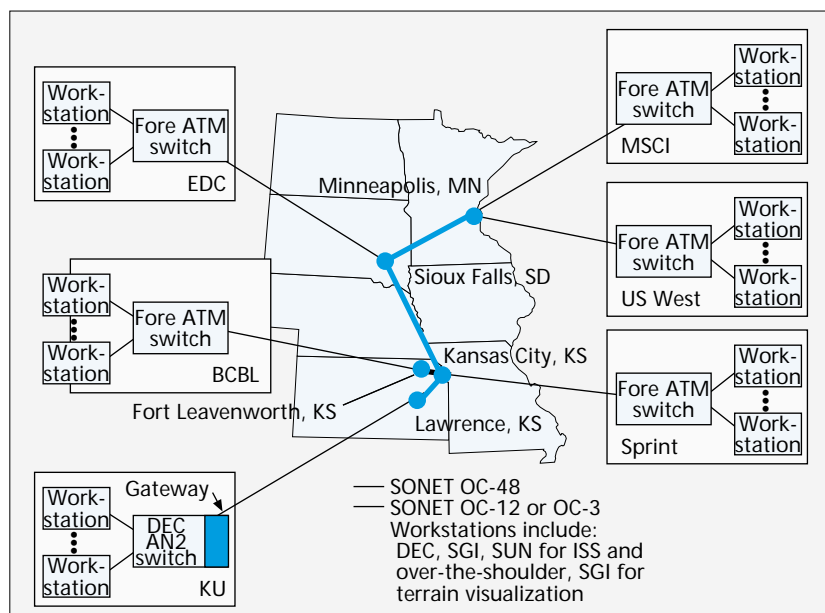 Work-
station
Work-
station
Fore ATM
switch
EDC
Work-
station
Work-
station
Fore ATM
switch
BCBL
Gateway
Work-
station
Work-
station
DEC
AN2
switch
KU
Minneapolis, MN
Sioux Falls, SD
Kansas City, KS
Fort Leavenworth, KS
Lawrence, KS
Fore ATM
switch
MSCI
Work-
station
Work-
station
Fore ATM
switch
US West
Work-
station
Work-
station
Fore ATM
switch
Sprint
Work-
station
Work-
station
SONET OC-48
SONET OC-12 or OC-3
Workstations include:
DEC, SGI, SUN for ISS and
over-the-shoulder, SGI for
terrain visualization